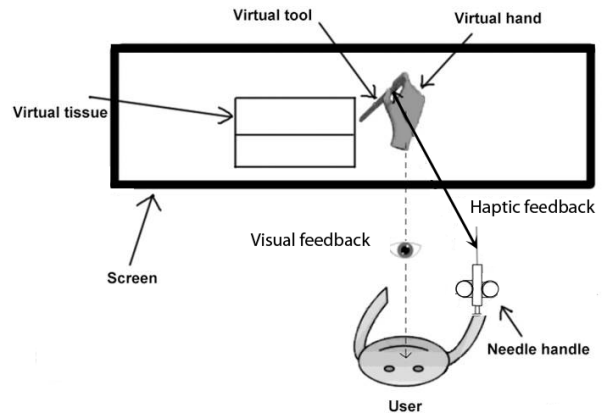 Virtual tool
Virtual hand
Virtual tissue
Haptic feedback
Visual feedback
Screen
Needle handle
User